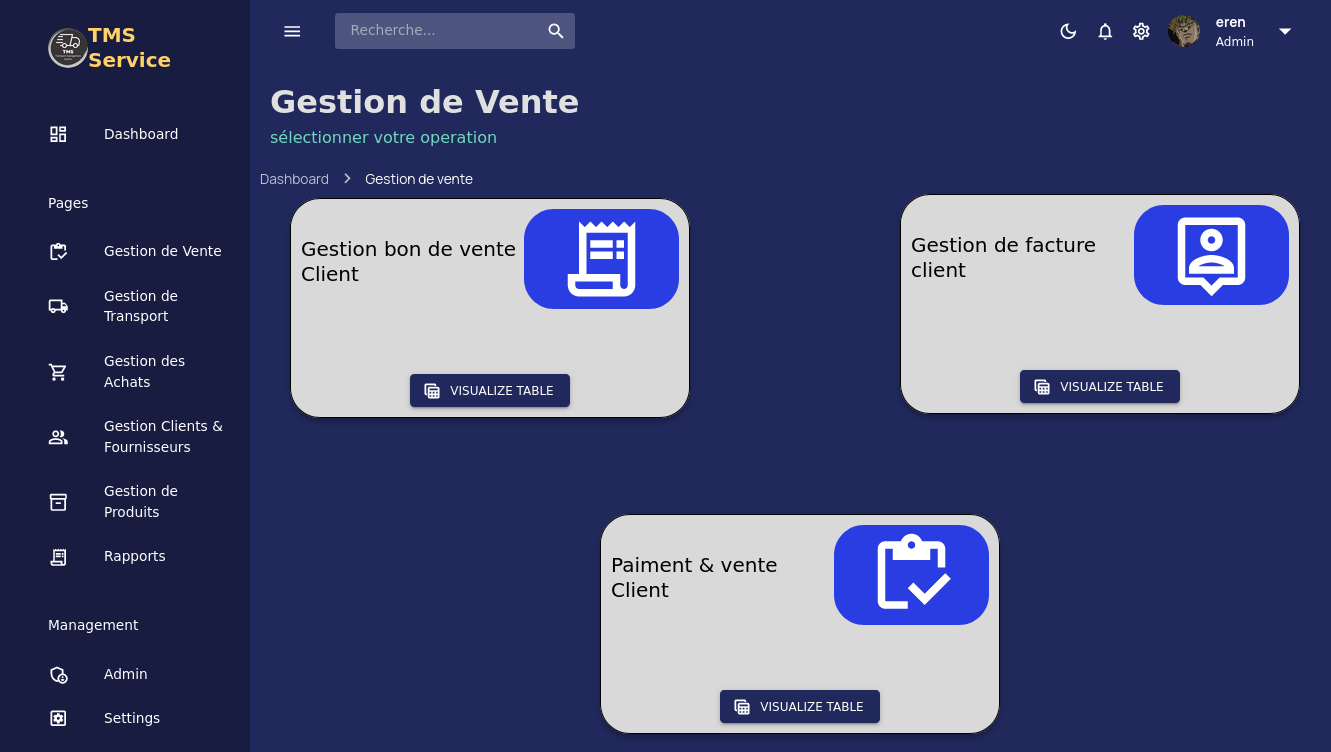 TMS
Service
Dashboard
Pages
Gestion de Vente
Gestion de
Transport
Gestion des
Achats
Gestion Clients &
Fournisseurs
Gestion de
Produits
Rapports
Management
Admin
Settings
Recherche...
eren
Admin
Gestion de Vente
sélectionner votre operation
Dashboard
Gestion de vente
Gestion bon de vente
Client
VISUALIZE TABLE
Gestion de facture
client
VISUALIZE TABLE
Paiment & vente
Client
VISUALIZE TABLE